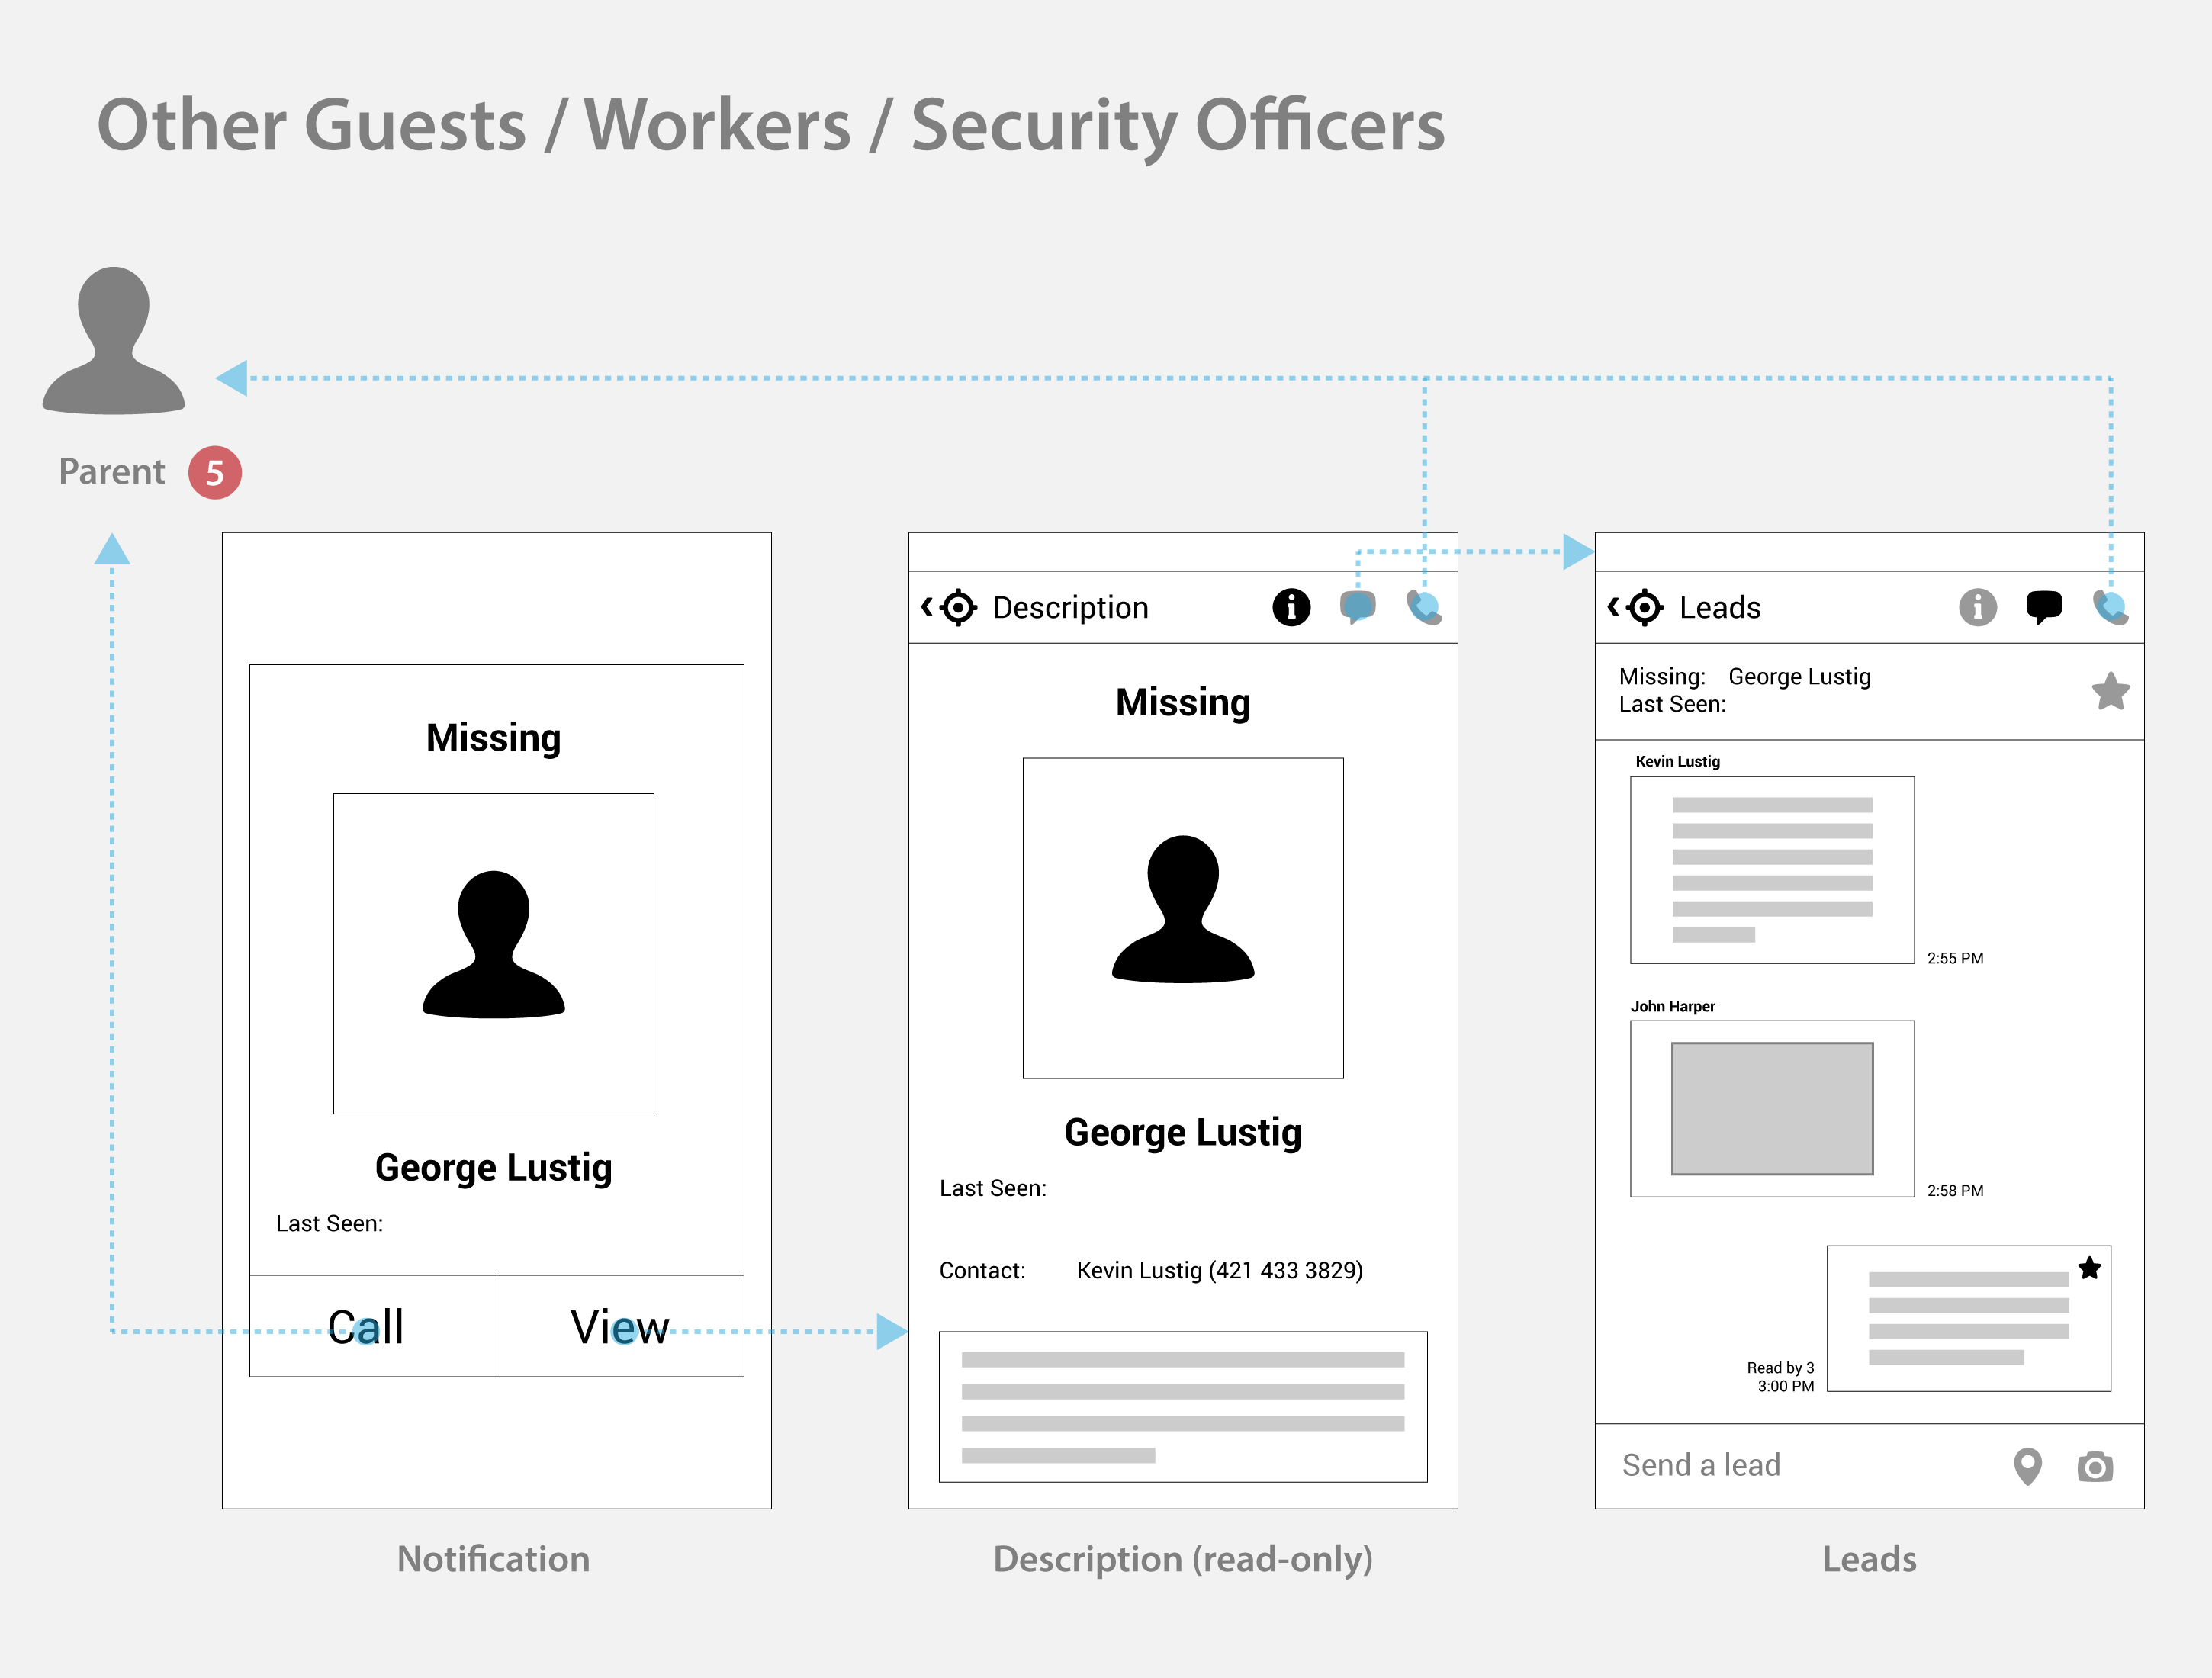 Other Guests / Workers / Security Officers
Parent
5
Missing
George Lustig
Last Seen:
Call
View
Notification
Description
Missing
George Lustig
Last Seen:
Contact: Kevin Lustig (421 433 3829)
Description (read-only)
Leads
Missing: George Lustig
Last Seen:
Kevin Lustig
2:55 PM
John Harper
2:58 PM
Read by 3
3:00 PM
Send a lead
Leads